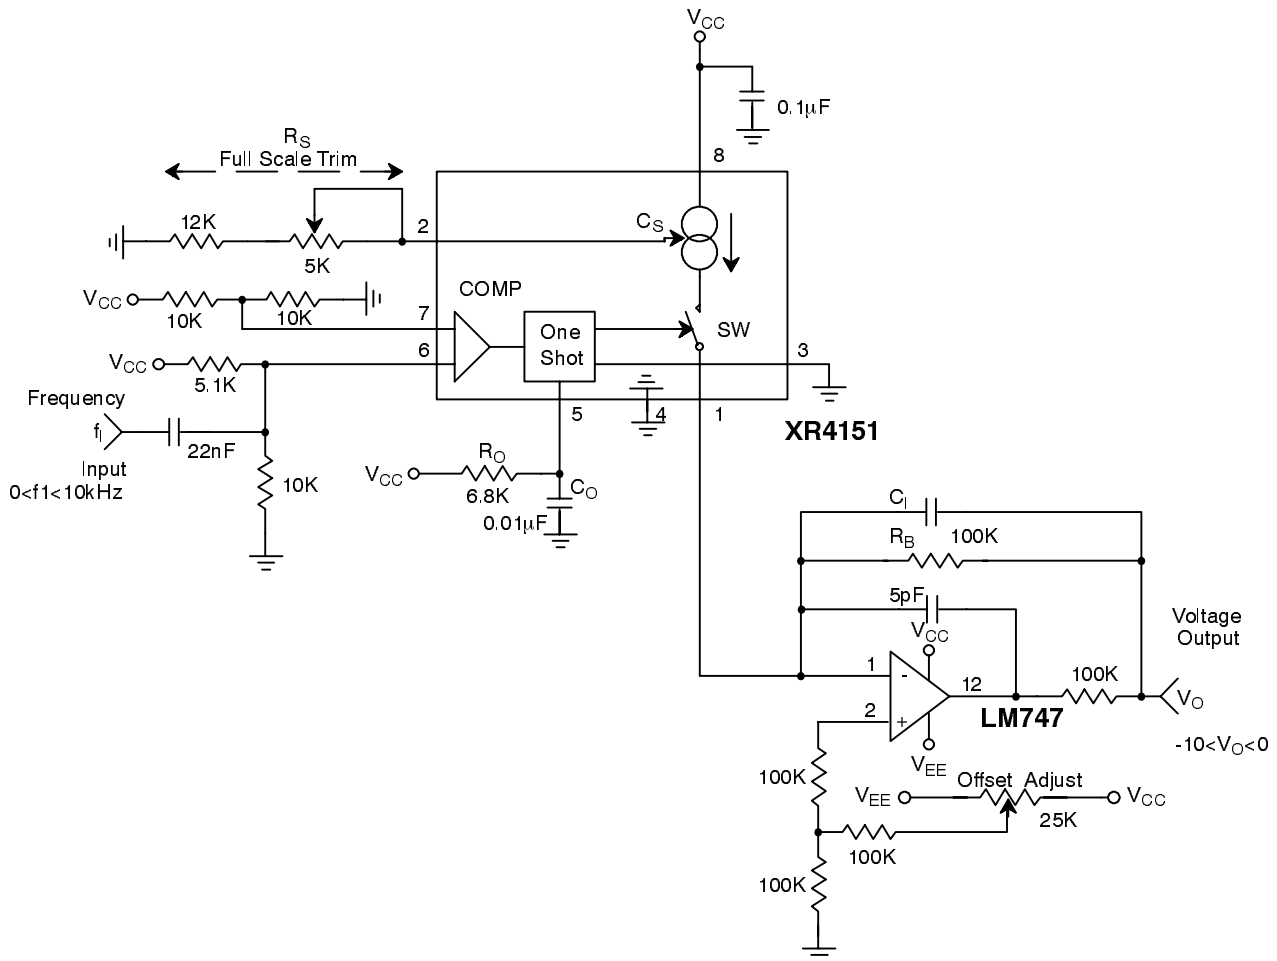 VCC
0.1µF
8
RS
Full Scale Trim
12K
5K
2
CS
VCC
10K
10K
COMP
7
One
Shot
SW
3
VCC
5.1K
6
Frequency
fI
22nF
Input
0<f1<10kHz
10K
5
4
1
XR4151
VCC
RO
6.8K
CO
0.01µF
CI
RB
100K
5pF
VCC
1
-
12
100K
Voltage
Output
LM747
VO
2
+
-10<VO<0
VEE
100K
Offset Adjust
VEE
VCC
25K
100K
100K